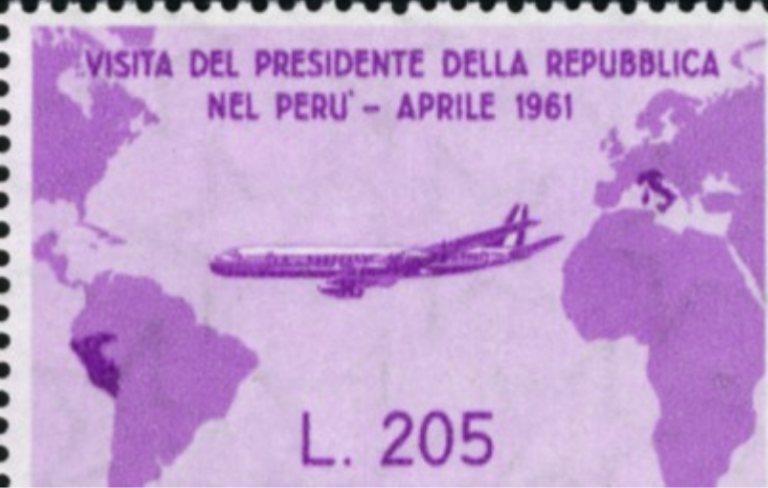 VISITA DEL PRESIDENTE DELLA REPUBBLICA
NEL PERU' - APRILE 1961
L. 205